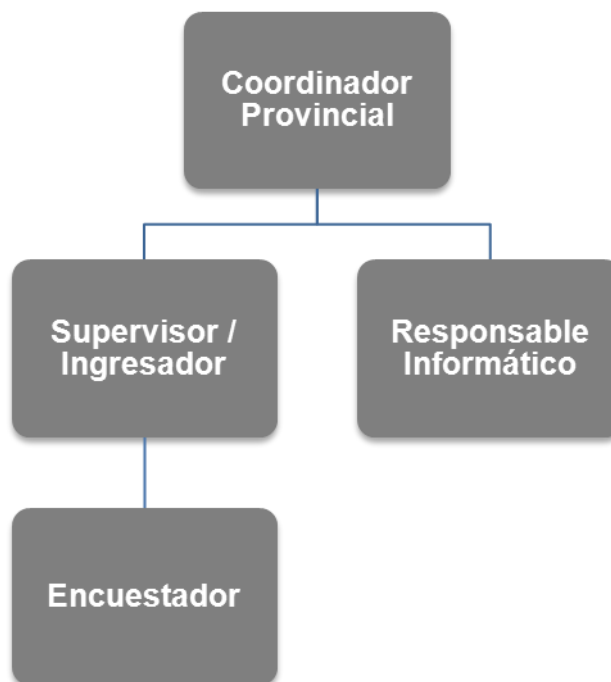 Coordinador
Provincial
Supervisor /
Ingresador
Responsable
Informático
Encuestador